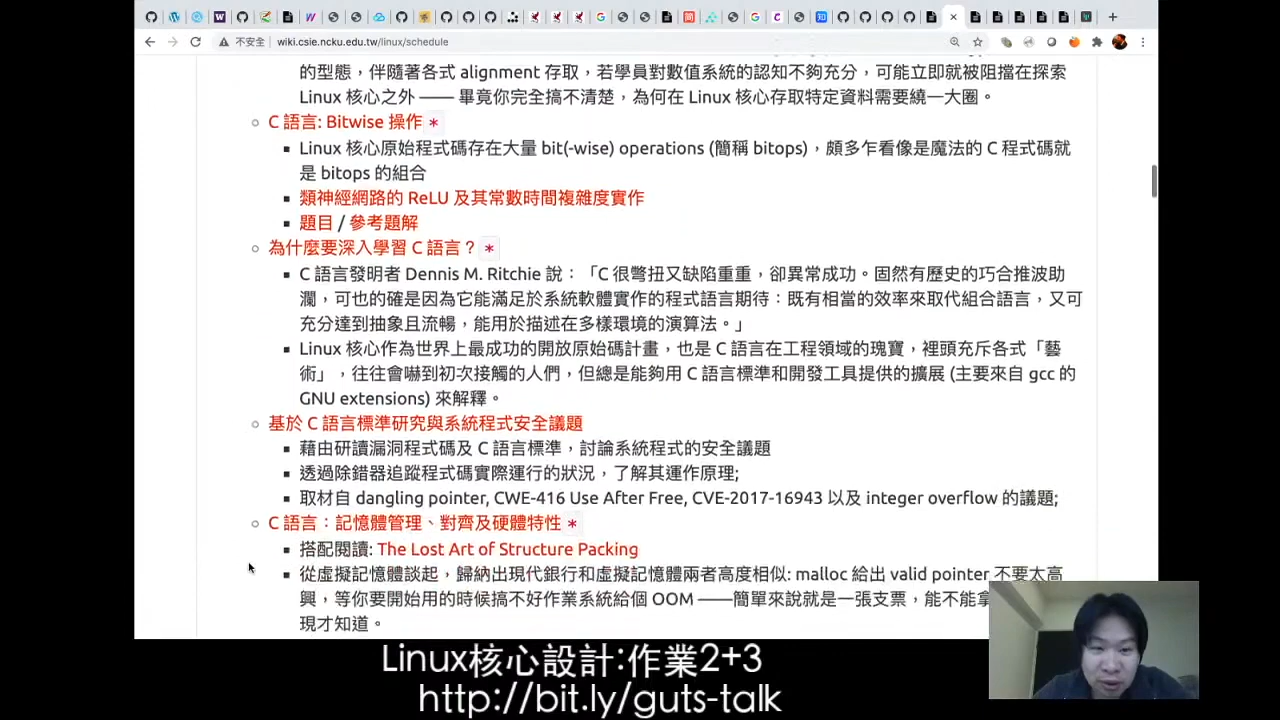 不安全 wiki.csie.ncku.edu.tw/linux/schedule
的型態，伴隨著各式 alignment 存取，若學員對數值系統的認知不夠充分，可能立即就被阻擋在探索
Linux 核心之外 —— 畢竟你完全搞不清楚，為何在 Linux 核心存取特定資料需要繞一大圈。
C 語言: Bitwise 操作 *
Linux 核心原始程式碼存在大量 bit(-wise) operations (簡稱 bitops)，頗多乍看像是魔法的 C 程式碼就
是 bitops 的組合
類神經網路的 ReLU 及其常數時間複雜度實作
題目 / 參考題解
為什麼要深入學習 C 語言？ *
C 語言發明者 Dennis M. Ritchie 說：「C 很彆扭又缺陷重重，卻異常成功。固然有歷史的巧合推波助
瀾，可也的確是因為它能滿足於系統軟體實作的程式語言期待：既有相當的效率來取代組合語言，又可
充分達到抽象且流暢，能用於描述在多樣環境的演算法。」
Linux 核心作為世界上最成功的開放原始碼計畫，也是 C 語言在工程領域的瑰寶，裡頭充斥各式「藝
術」，往往會嚇到初次接觸的人們，但總是能夠用 C 語言標準和開發工具提供的擴展 (主要來自 gcc 的
GNU extensions) 來解釋。
基於 C 語言標準研究與系統程式安全議題
藉由研讀漏洞程式碼及 C 語言標準，討論系統程式的安全議題
透過除錯器追蹤程式碼實際運行的狀況，了解其運作原理;
取材自 dangling pointer, CWE-416 Use After Free, CVE-2017-16943 以及 integer overflow 的議題;
C 語言：記憶體管理、對齊及硬體特性 *
搭配閱讀: The Lost Art of Structure Packing
從虛擬記憶體談起，歸納出現代銀行和虛擬記憶體兩者高度相似: malloc 給出 valid pointer 不要太高
興，等你要開始用的時候搞不好作業系統給個 OOM ——簡單來說就是一張支票，能不能
現才知道。
Linux核心設計:作業2+3
http://bit.ly/guts-talk